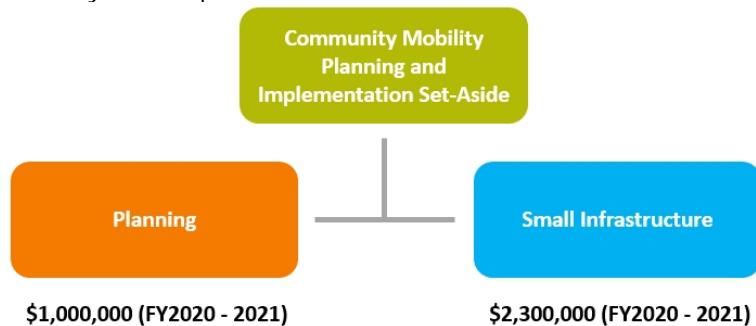 Community Mobility
Planning and
Implementation Set-Aside
Planning
Small Infrastructure
$1,000,000 (FY2020 - 2021)
$2,300,000 (FY2020 - 2021)